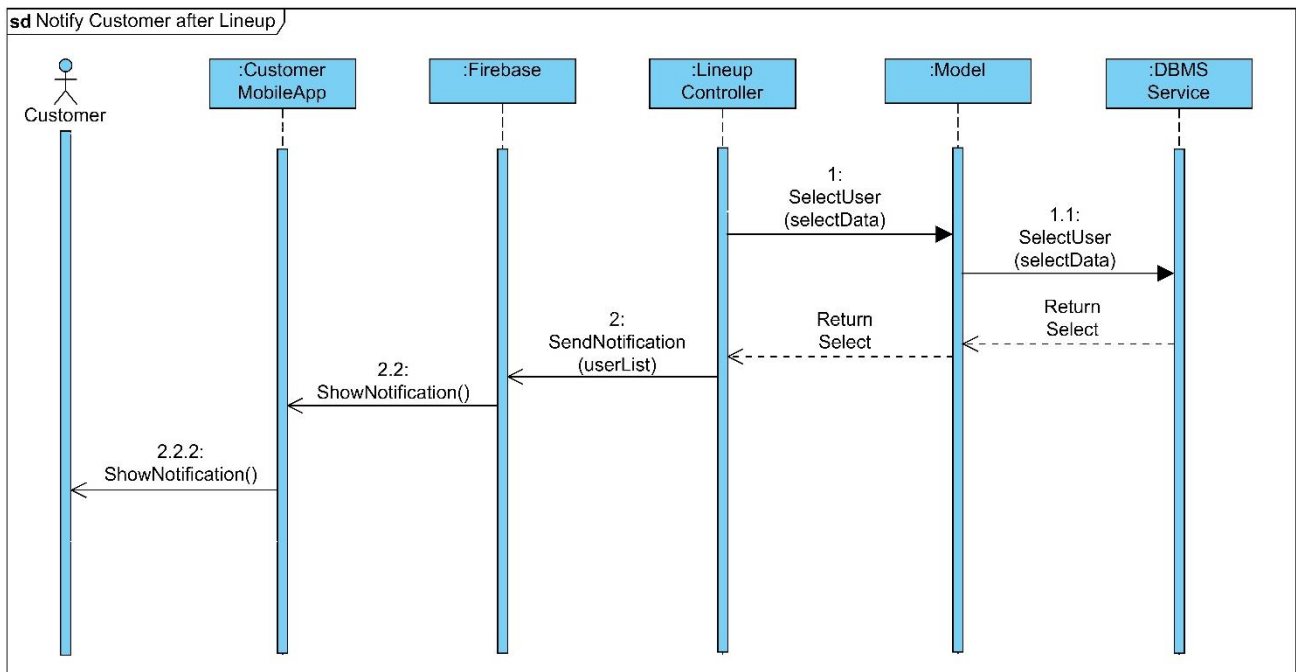 sd Notify Customer after Lineup
Customer
:Customer
MobileApp
:Firebase
:Lineup
Controller
:Model
:DBMS
Service
1:
SelectUser
(selectData)
1.1:
SelectUser
(selectData)
Return
Select
Return
Select
2:
SendNotification
(userList)
2.2:
ShowNotification()
2.2.2:
ShowNotification()